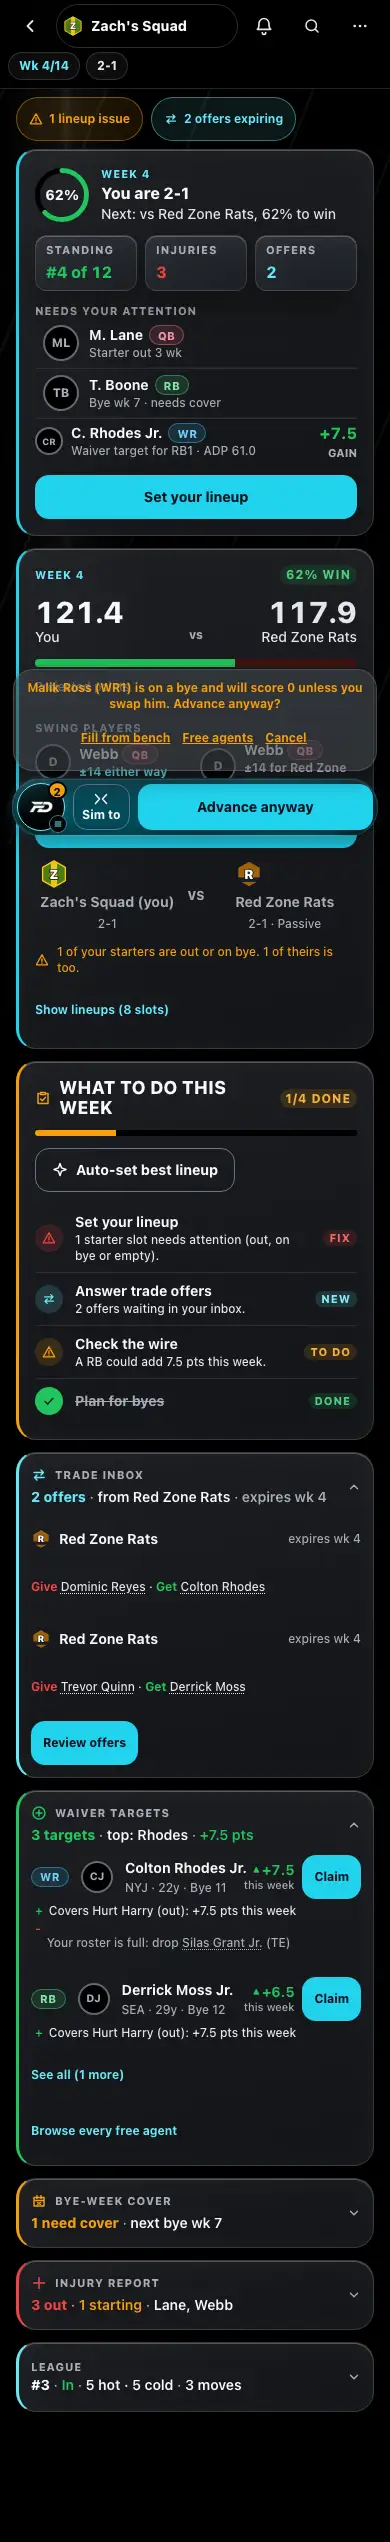 Zach's Squad
Wk 4/14
2-1
1 lineup issue
2 offers expiring
62%
WEEK 4
You are 2-1
Next: vs Red Zone Rats, 62% to win
STANDING
#4 of 12
INJURIES
3
OFFERS
2
NEEDS YOUR ATTENTION
ML
M. Lane QB
Starter out 3 wk
TB
T. Boone RB
Bye wk 7 · needs cover
CR
C. Rhodes Jr. WR
Waiver target for RB1 · ADP 61.0
+7.5
GAIN
Set your lineup
WEEK 4
62% WIN
121.4
You
vs
117.9
Red Zone Rats
Malik Ross (WR1) is on a bye and will score 0 unless you
swap him. Advance anyway?
SWING PLAYERS
Fill from bench Free agents Cancel
D
Webb QB
±14 either way
D
Webb QB
±14 for Red Zone
2
Sim to
Advance anyway
Z
Zach's Squad (you)
2-1
VS
R
Red Zone Rats
2-1 · Passive
1 of your starters are out or on bye. 1 of theirs is
too.
Show lineups (8 slots)
WHAT TO DO THIS
WEEK
1/4 DONE
Auto-set best lineup
Set your lineup
1 starter slot needs attention (out, on
bye or empty).
FIX
Answer trade offers
2 offers waiting in your inbox.
NEW
Check the wire
A RB could add 7.5 pts this week.
TO DO
Plan for byes
DONE
TRADE INBOX
2 offers · from Red Zone Rats · expires wk 4
R
Red Zone Rats
expires wk 4
Give Dominic Reyes · Get Colton Rhodes
R
Red Zone Rats
expires wk 4
Give Trevor Quinn · Get Derrick Moss
Review offers
WAIVER TARGETS
3 targets · top: Rhodes · +7.5 pts
WR
CJ
Colton Rhodes Jr.
NYJ · 22y · Bye 11
▲+7.5
this week
Claim
+ Covers Hurt Harry (out): +7.5 pts this week
-
Your roster is full: drop Silas Grant Jr. (TE)
RB
DJ
Derrick Moss Jr.
SEA · 29y · Bye 12
▲+6.5
this week
Claim
+ Covers Hurt Harry (out): +7.5 pts this week
See all (1 more)
Browse every free agent
BYE-WEEK COVER
1 need cover · next bye wk 7
INJURY REPORT
3 out · 1 starting · Lane, Webb
LEAGUE
#3 · In · 5 hot · 5 cold · 3 moves